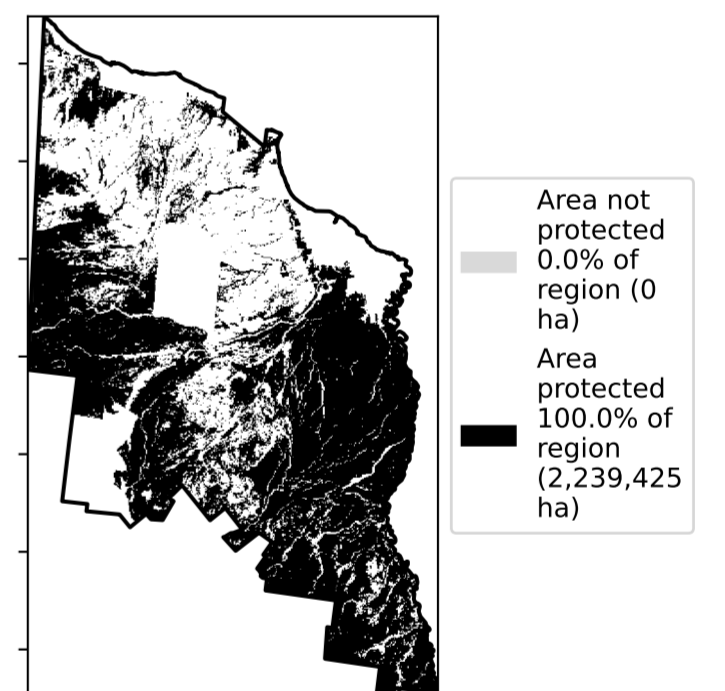 Area not
protected
0.0% of
region (0
ha)
Area
protected
100.0% of
region
(2,239,425
ha)